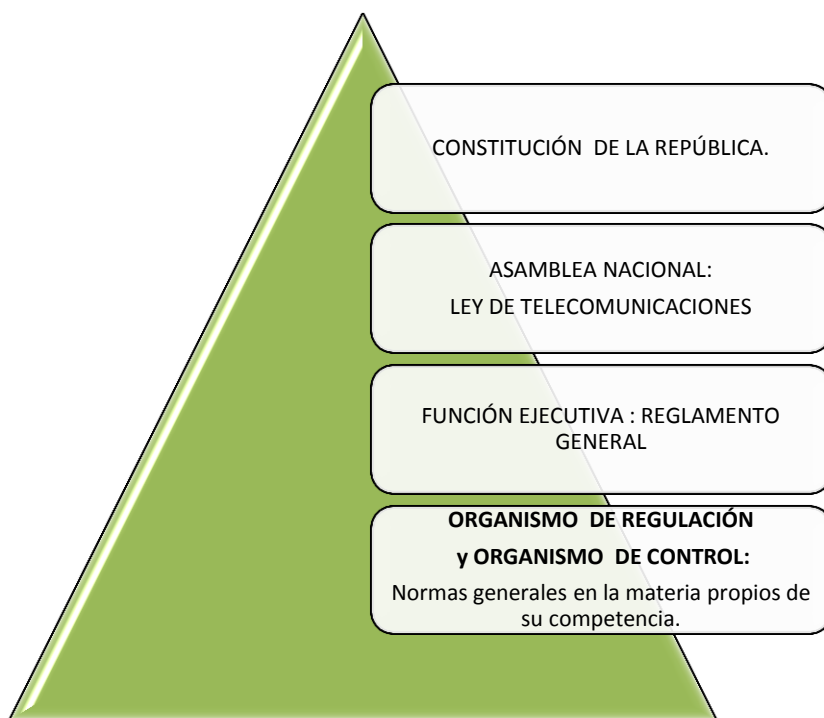 CONSTITUCIÓN DE LA REPÚBLICA.
ASAMBLEA NACIONAL:
LEY DE TELECOMUNICACIONES
FUNCIÓN EJECUTIVA : REGLAMENTO
GENERAL
ORGANISMO DE REGULACIÓN
y ORGANISMO DE CONTROL:
Normas generales en la materia propios de
su competencia.